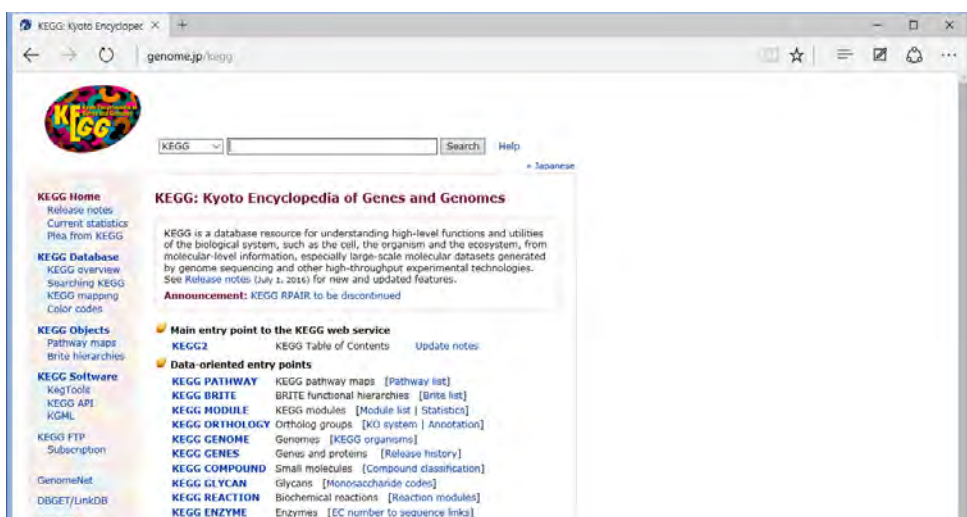 KEGG: Kyoto Encyclopec
genome.jp/kegg
KEGG
KEGG
Search
Help
» Japanese
KEGG Home
Release notes
Current statistics
Plea from KEGG
KEGG Database
KEGG overview
Searching KEGG
KEGG mapping
Color codes
KEGG Objects
Pathway maps
Brite hierarchies
KEGG Software
KegTools
KEGG API
KGML
KEGG FTP
Subscription
GenomeNet
DBGET/LinkDB
KEGG: Kyoto Encyclopedia of Genes and Genomes
KEGG is a database resource for understanding high-level functions and utilities
of the biological system, such as the cell, the organism and the ecosystem, from
molecular-level information, especially large-scale molecular datasets generated
by genome sequencing and other high-throughput experimental technologies.
See Release notes (July 1, 2016) for new and updated features.
Announcement: KEGG RPAIR to be discontinued
Main entry point to the KEGG web service
KEGG2 KEGG Table of Contents Update notes
Data-oriented entry points
KEGG PATHWAY KEGG pathway maps [Pathway list]
KEGG BRITE BRITE functional hierarchies [Brite list]
KEGG MODULE KEGG modules [Module list | Statistics]
KEGG ORTHOLOGY Ortholog groups [KO system | Annotation]
KEGG GENOME Genomes [KEGG organisms]
KEGG GENES Genes and proteins [Release history]
KEGG COMPOUND Small molecules [Compound classification]
KEGG GLYCAN Glycans [Monosaccharide codes]
KEGG REACTION Biochemical reactions [Reaction modules]
KEGG ENZYME Enzymes [EC number to sequence links]